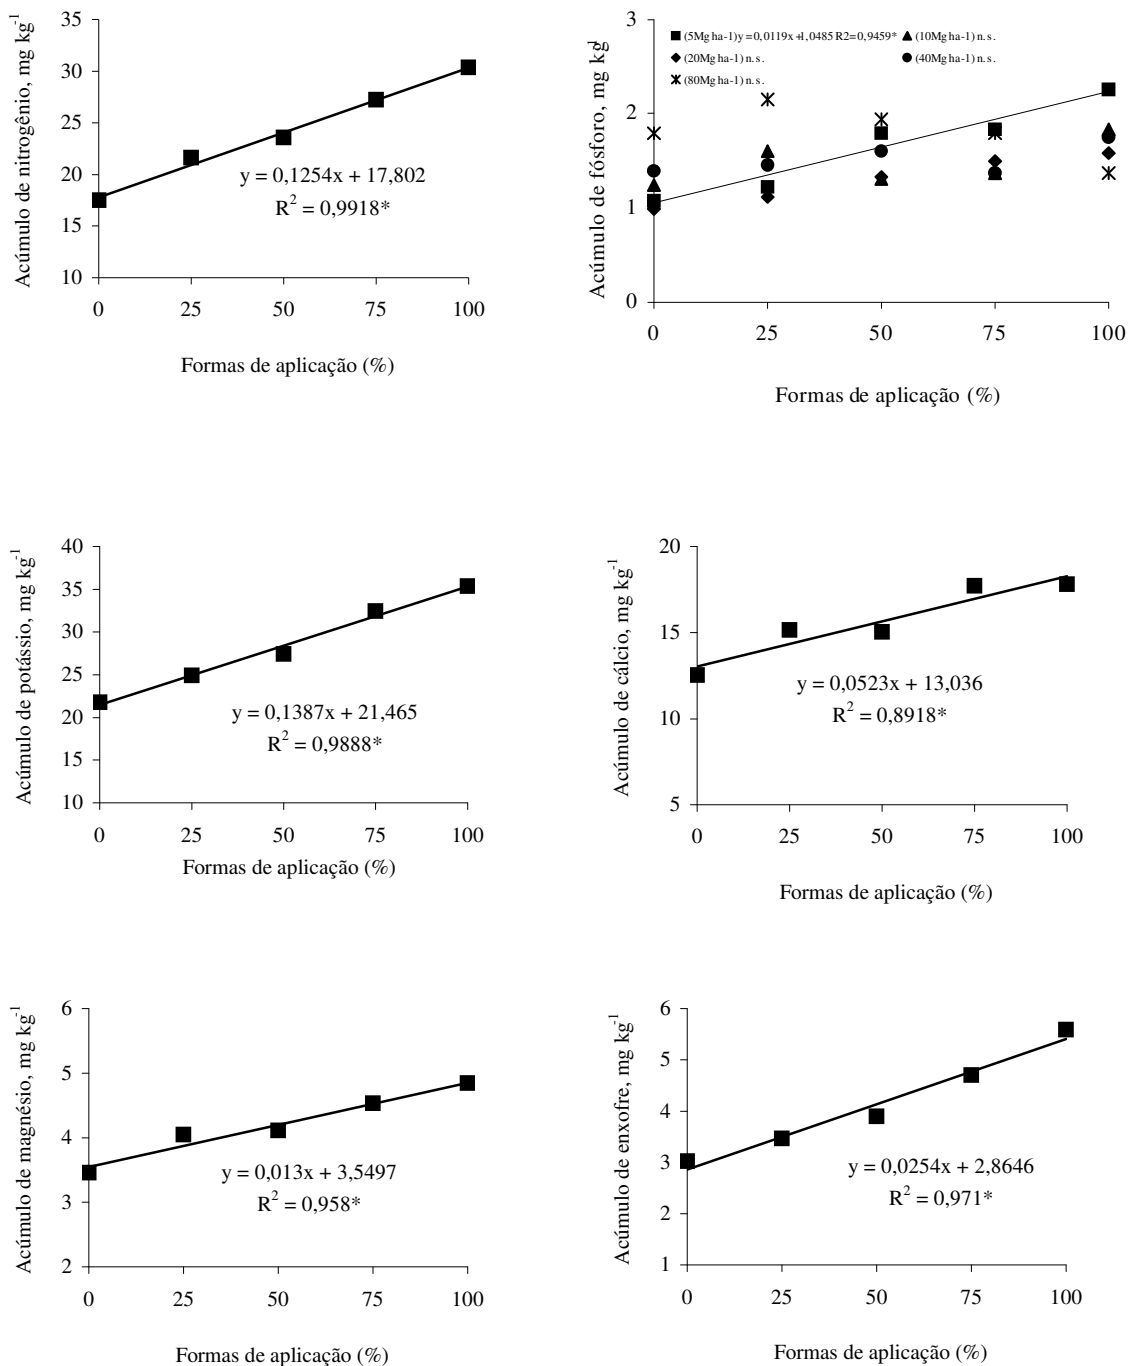 Acúmulo de nitrogênio, mg kg-1
35
30
25
20
15
10
y = 0,1254x + 17,802
R2 = 0,9918*
0 25 50 75 100
Formas de aplicação (%)
Acúmulo de fósforo, mg kg1
3
2
1
0
(5Mg ha-1) y = 0,0119x + 1,0485 R2 = 0,9459* (10Mg ha-1) n.s.
(20Mg ha-1) n.s. (40Mg ha-1) n.s.
(80Mg ha-1) n.s.
0 25 50 75 100
Formas de aplicação (%)
Acúmulo de potássio, mg kg-1
40
35
30
25
20
15
10
y = 0,1387x + 21,465
R2 = 0,9888*
0 25 50 75 100
Formas de aplicação (%)
Acúmulo de cálcio, mg kg-1
20
15
10
5
y = 0,0523x + 13,036
R2 = 0,8918*
0 25 50 75 100
Formas de aplicação (%)
Acúmulo de magnésio, mg kg-1
6
5
4
3
2
y = 0,013x + 3,5497
R2 = 0,958*
0 25 50 75 100
Formas de aplicação (%)
Acúmulo de enxofre, mg kg-1
6
5
4
3
2
1
y = 0,0254x + 2,8646
R2 = 0,971*
0 25 50 75 100
Formas de aplicação (%)